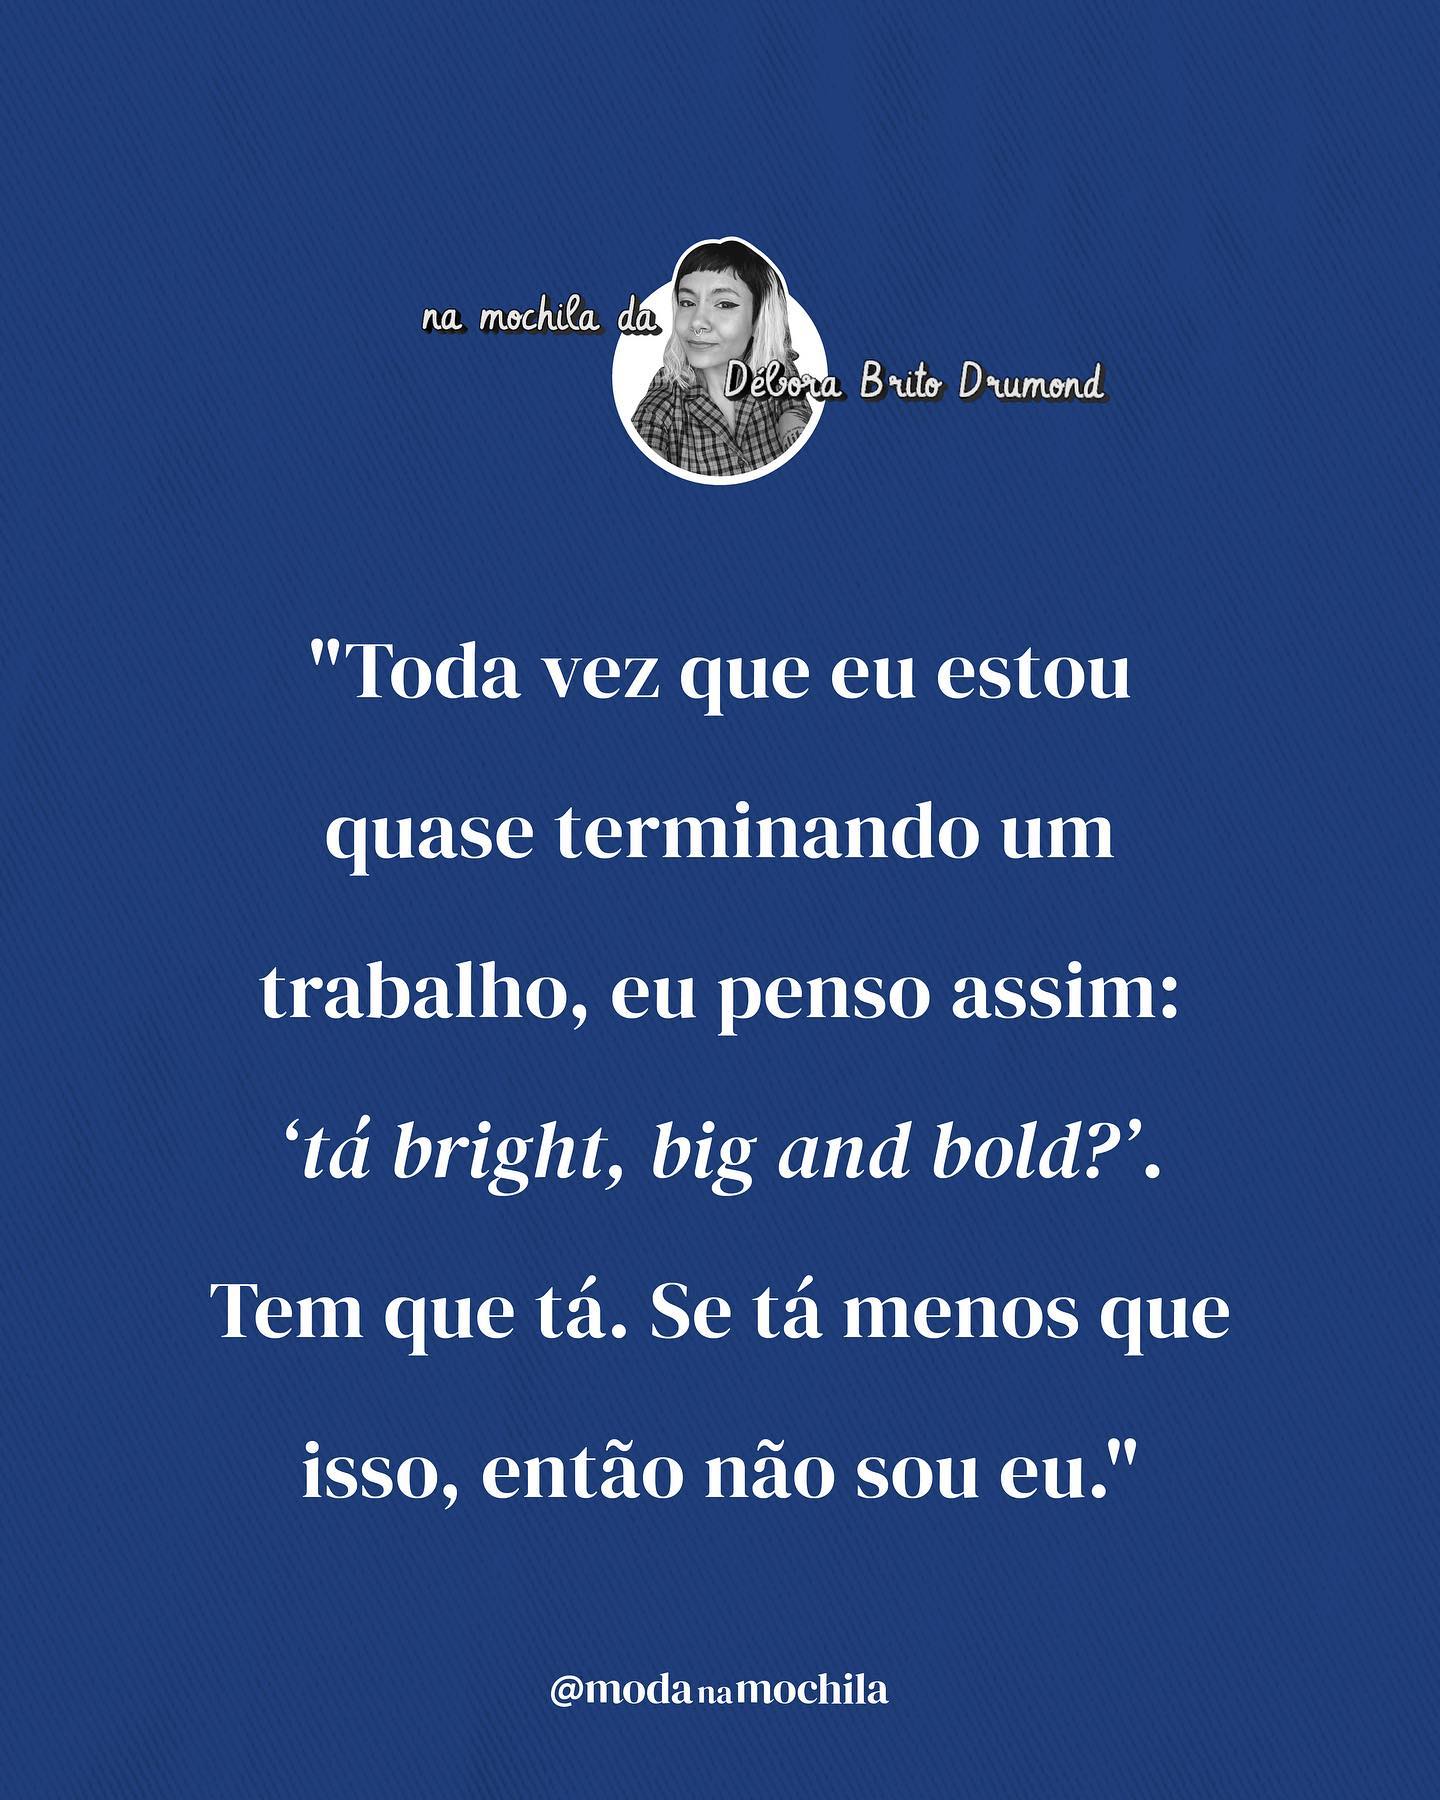 na mochila da
Débora Brito Drumond
"Toda vez que eu estou
quase terminando um
trabalho, eu penso assim:
‘tá bright, big and bold?’.
Tem que tá. Se tá menos que
isso, então não sou eu."
@modanamochila